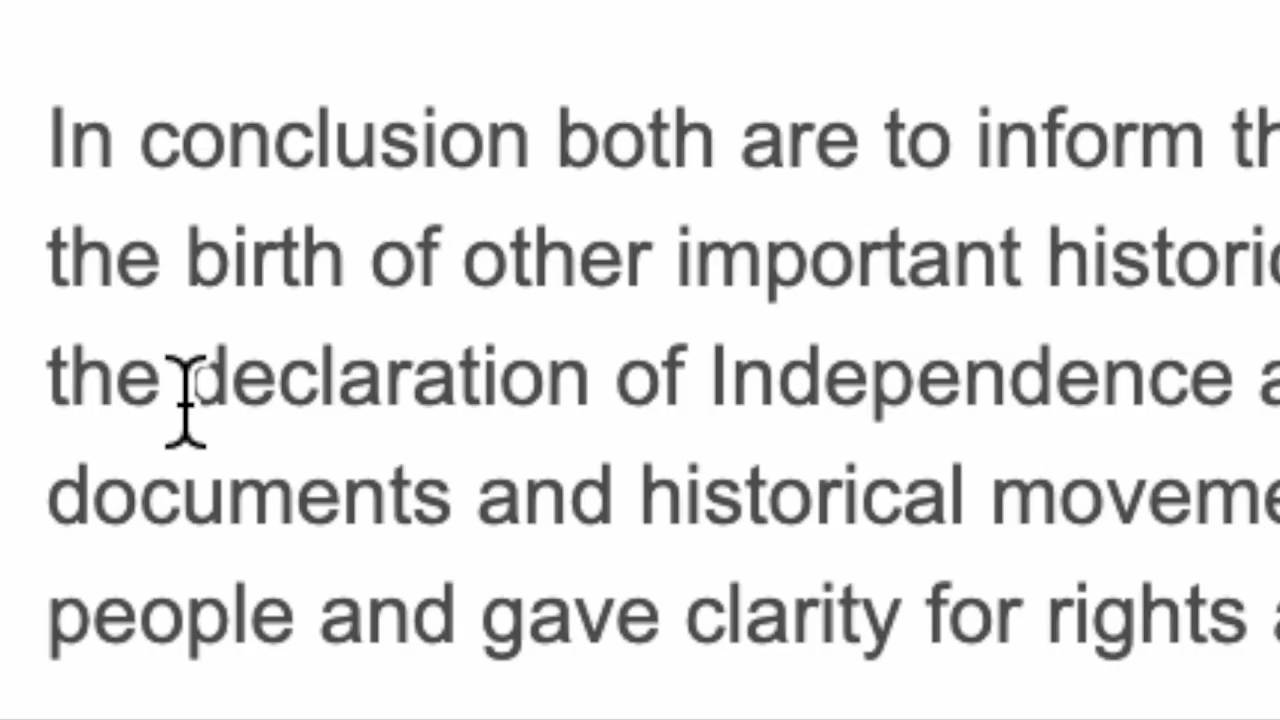 In conclusion both are to inform th
the birth of other important historic
the declaration of Independence a
documents and historical moveme
people and gave clarity for rights a